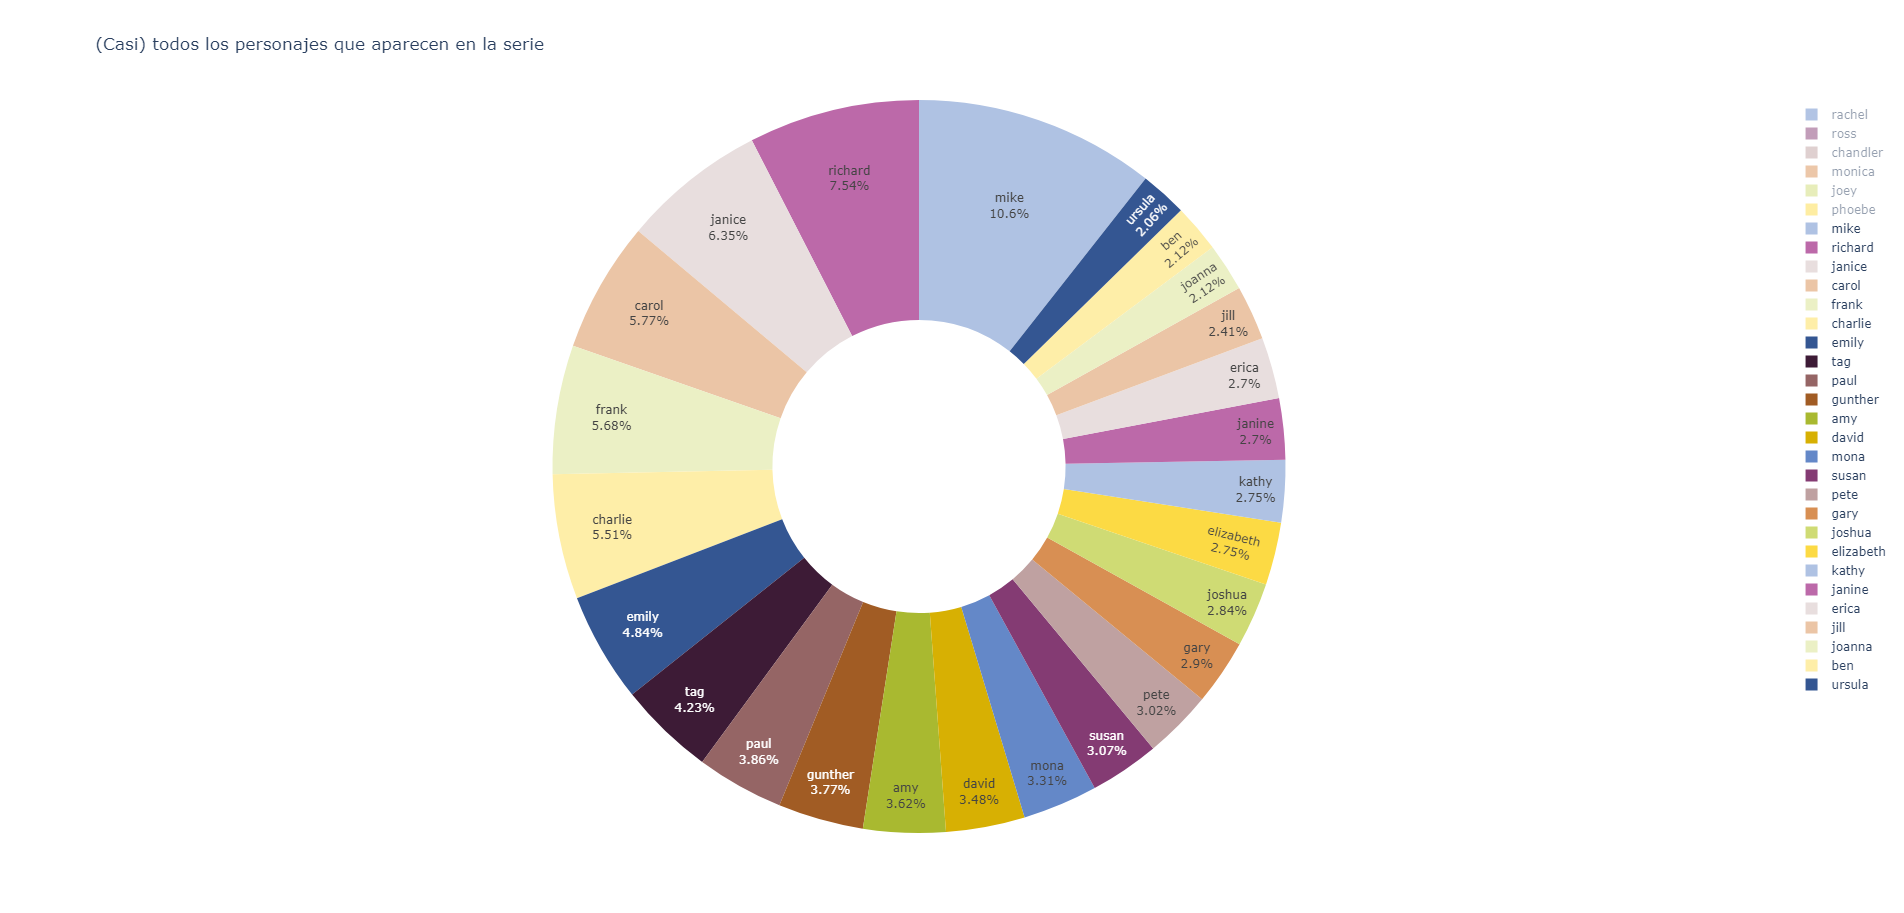 (Casi) todos los personajes que aparecen en la serie
mike
10.6%
ursula
2.06%
ben
2.12%
joanna
2.12%
jill
2.41%
erica
2.7%
janine
2.7%
kathy
2.75%
elizabeth
2.75%
joshua
2.84%
gary
2.9%
pete
3.02%
susan
3.07%
mona
3.31%
david
3.48%
amy
3.62%
gunther
3.77%
paul
3.86%
tag
4.23%
emily
4.84%
charlie
5.51%
frank
5.68%
carol
5.77%
janice
6.35%
richard
7.54%
rachel
ross
chandler
monica
joey
phoebe
mike
richard
janice
carol
frank
charlie
emily
tag
paul
gunther
amy
david
mona
susan
pete
gary
joshua
elizabeth
kathy
janine
erica
jill
joanna
ben
ursula